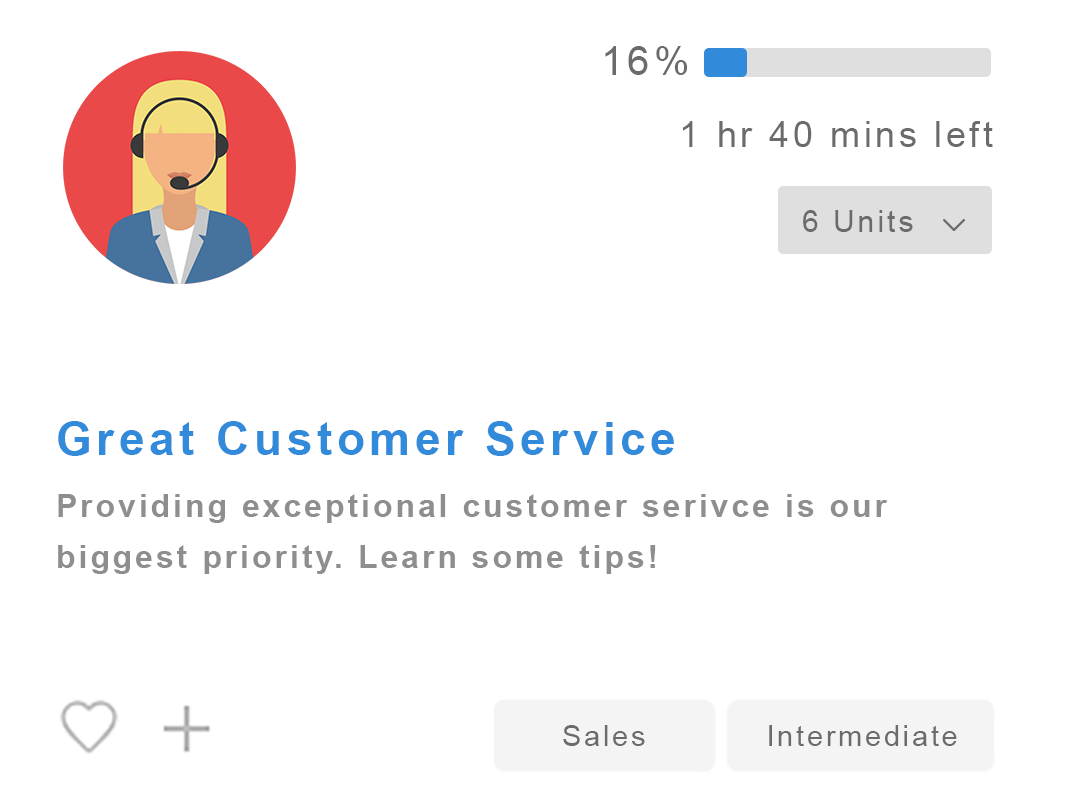 16%
1 hr 40 mins left
6 Units
Great Customer Service
Providing exceptional customer serivce is our
biggest priority. Learn some tips!
Sales
Intermediate